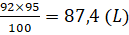 92×95/100 = 87,4 (L)